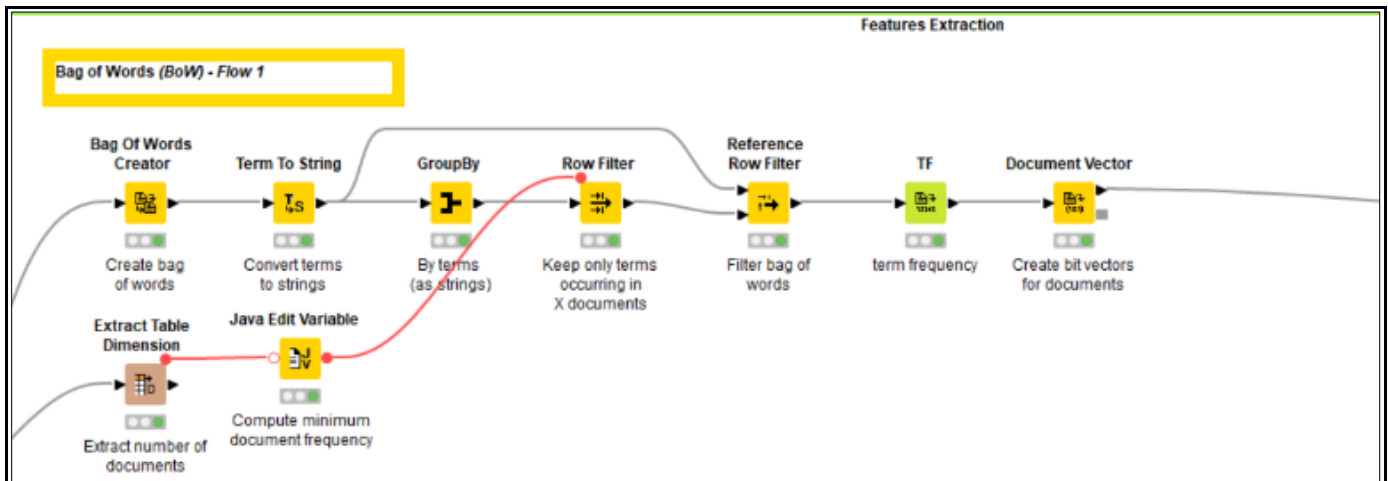 Features Extraction
Bag of Words (BoW) - Flow 1
Bag Of Words
Creator
Term To String
GroupBy
Row Filter
Reference
Row Filter
TF
Document Vector
Create bag
of words
Convert terms
to strings
By terms
(as strings)
Keep only terms
occurring in
X documents
Filter bag of
words
term frequency
Create bit vectors
for documents
Extract Table
Dimension
Java Edit Variable
Extract number of
documents
Compute minimum
document frequency